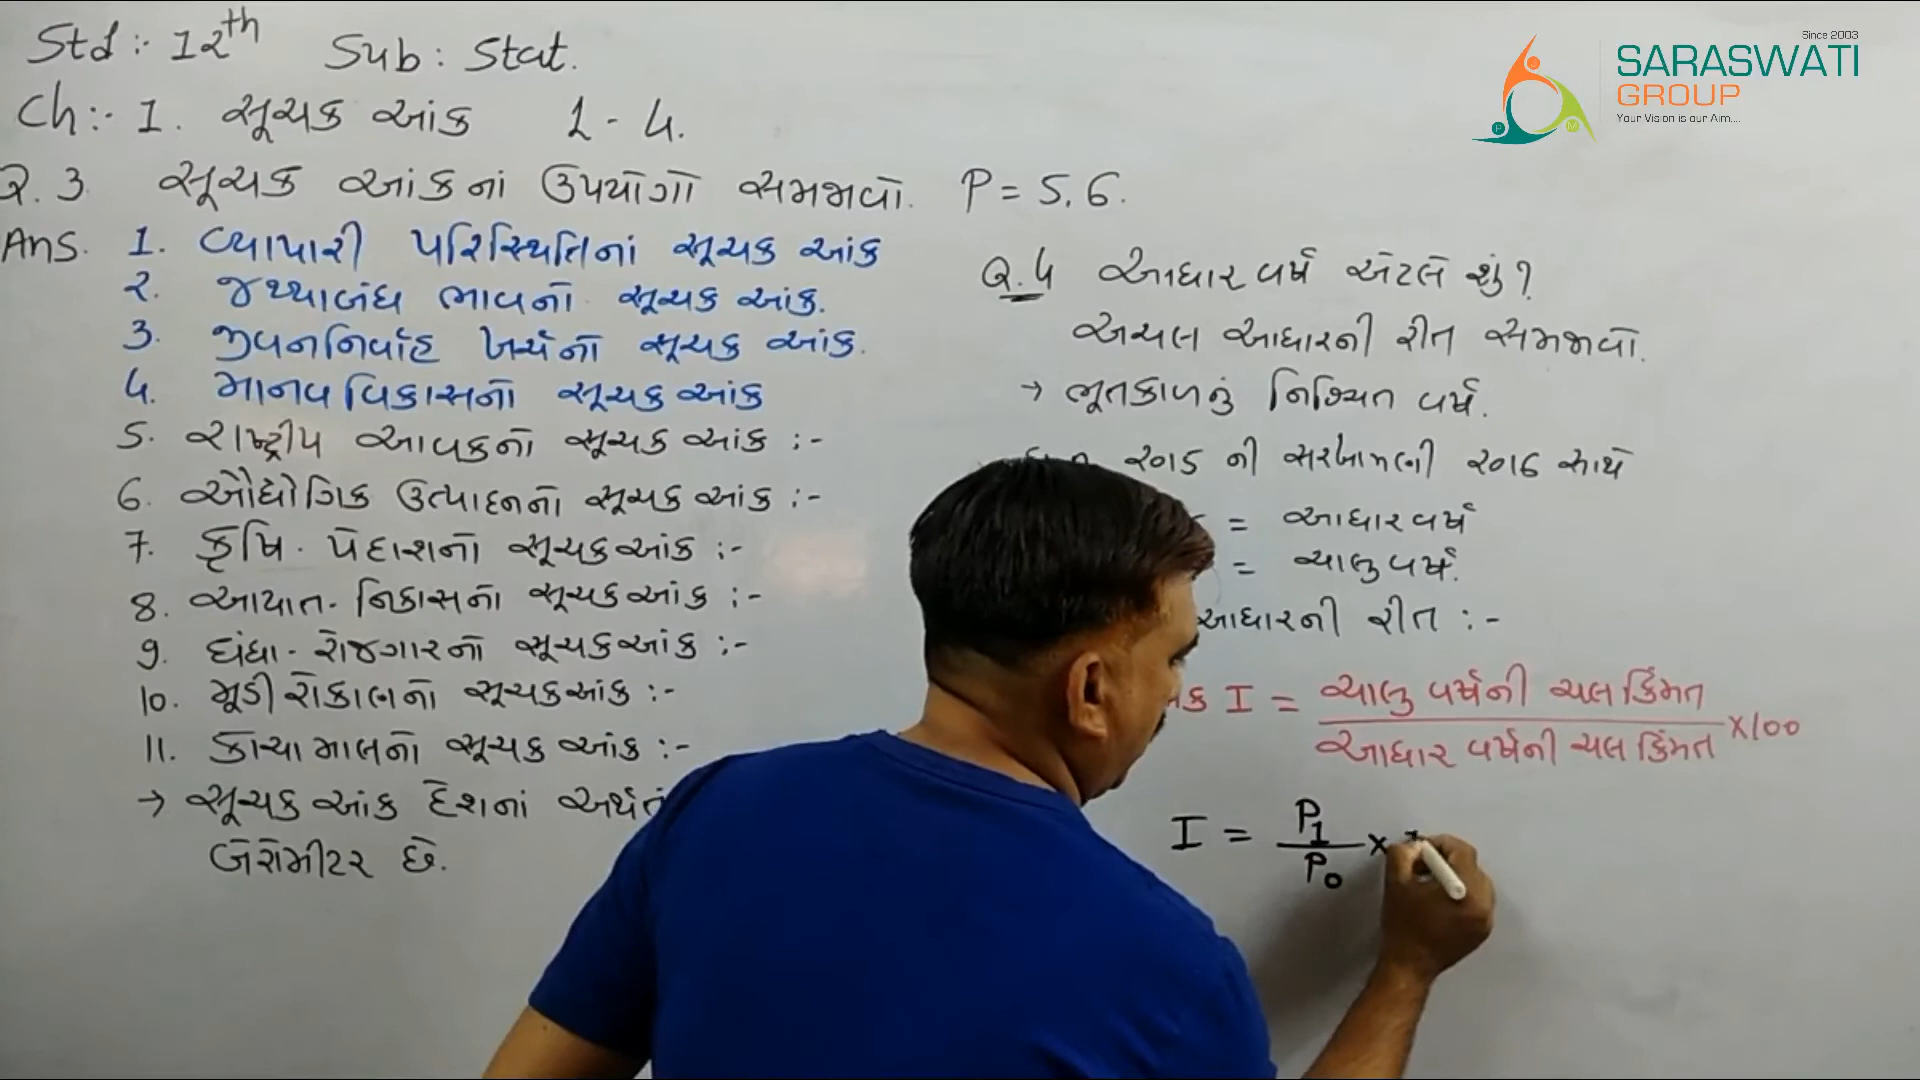 Std :- 12th Sub : Stat.
Ch :- 1. સૂચક આંક 1 - 4.
Q. 3 સૂચક આંકનાં ઉપયોગો સમજાવો. P = 5, 6.
Ans. 1. વ્યાપારી પરિસ્થિતિનાં સૂચક આંક
2. જથ્થાબંધ ભાવનો સૂચક આંક.
3. જીવનનિર્વાહ ખર્ચનો સૂચક આંક.
4. માનવ વિકાસનો સૂચક આંક
5. રાષ્ટ્રીય આવકનો સૂચક આંક :-
6. ઔદ્યોગિક ઉત્પાદનનો સૂચક આંક :-
7. કૃષિ. પેદાશનો સૂચક આંક :-
8. આયાત- નિકાસનો સૂચક આંક :-
9. ધંધા - રોજગારનો સૂચક આંક :-
10. મૂડી રોકાણનો સૂચક આંક :-
11. કાચા માલનો સૂચક આંક :-
→ સૂચક આંક દેશનાં
બેરોમીટર છે.
Q.4 આધાર વર્ષ એટલે શું?
અચલ આધારની રીત સમજાવો.
→ ભૂતકાળનું નિશ્ચિત વર્ષ.
2015 ની સરખામણી 2016 સાથે
= આધાર વર્ષ
= ચાલુ વર્ષ.
આધારની રીત :-
I = ચાલુ વર્ષની ચલ કિંમત
આધાર વર્ષની ચલ કિંમત ×100
I = P1
P0 ×
Since 2003
SARASWATI
GROUP
Your Vision is our Aim....
P M